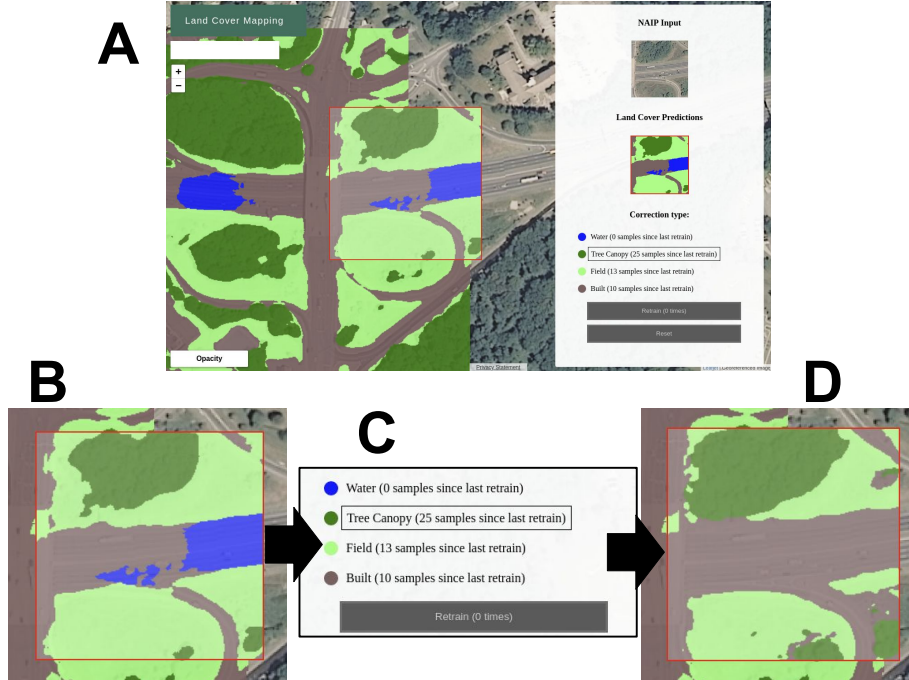 A
Land Cover Mapping
+
−
Opacity
NAIP Input
Land Cover Predictions
Correction type:
Water (0 samples since last retrain)
Tree Canopy (25 samples since last retrain)
Field (13 samples since last retrain)
Built (10 samples since last retrain)
Retrain (0 times)
Reset
Privacy Statement
B
C
D
Water (0 samples since last retrain)
Tree Canopy (25 samples since last retrain)
Field (13 samples since last retrain)
Built (10 samples since last retrain)
Retrain (0 times)